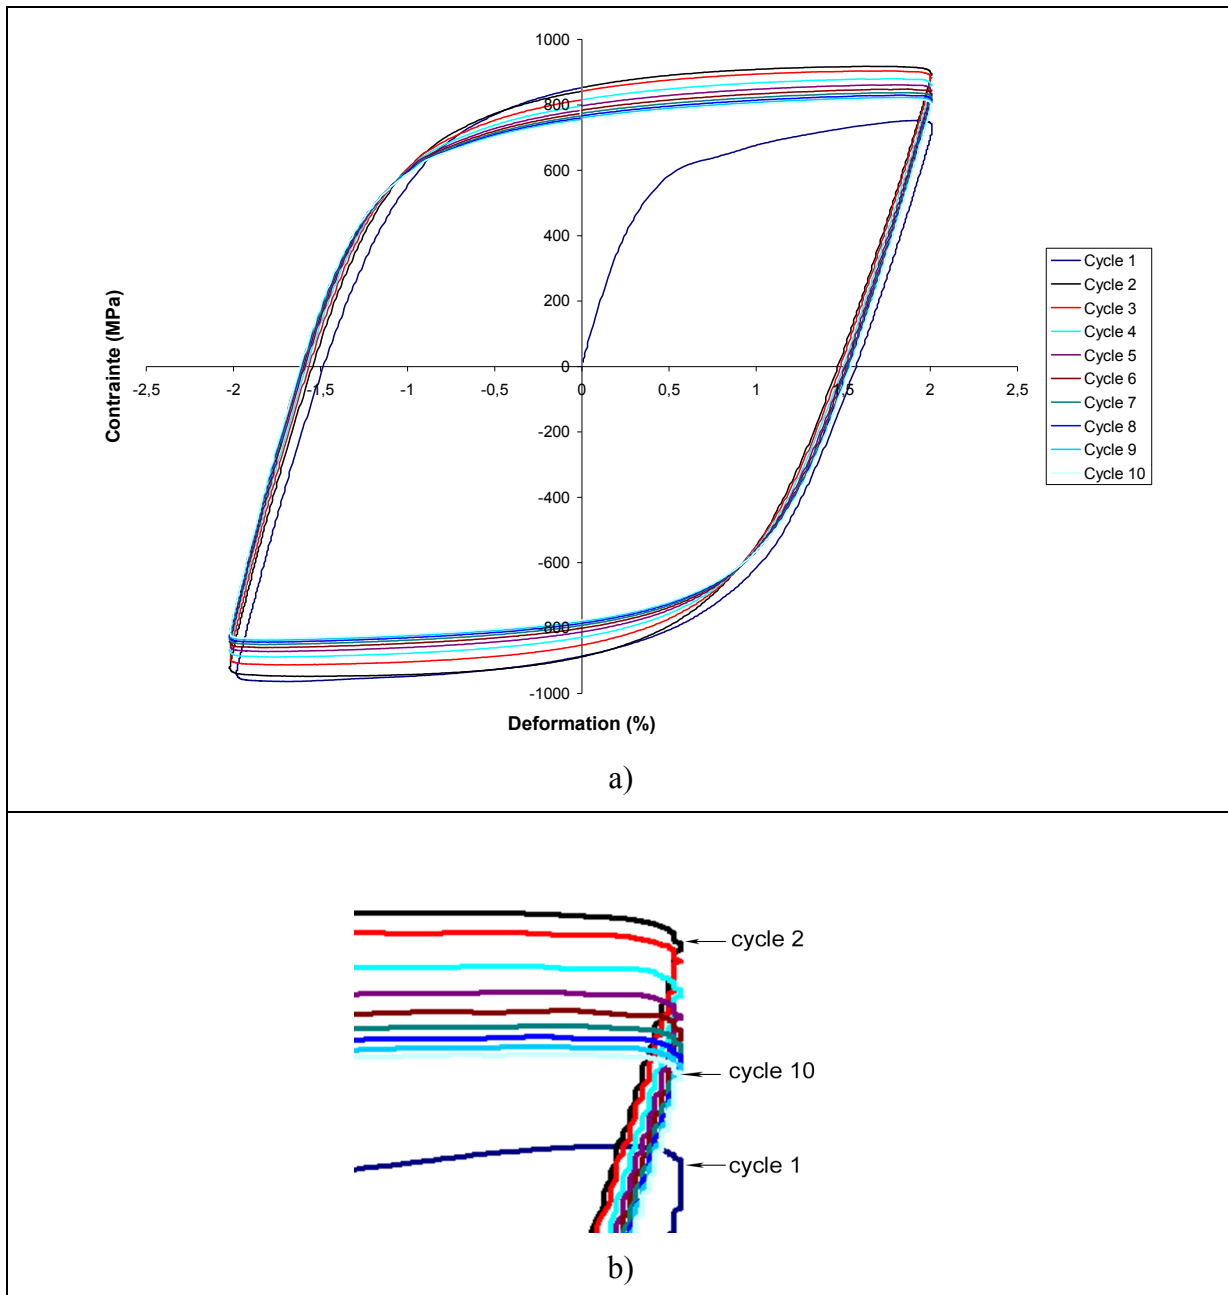 1000
800
600
400
200
0
-200
-400
-600
-800
-1000
-2,5 -2 -1,5 -1 -0,5 0 0,5 1 1,5 2 2,5
Contrainte (MPa)
Deformation (%)
Cycle 1
Cycle 2
Cycle 3
Cycle 4
Cycle 5
Cycle 6
Cycle 7
Cycle 8
Cycle 9
Cycle 10
a)
cycle 2
cycle 10
cycle 1
b)